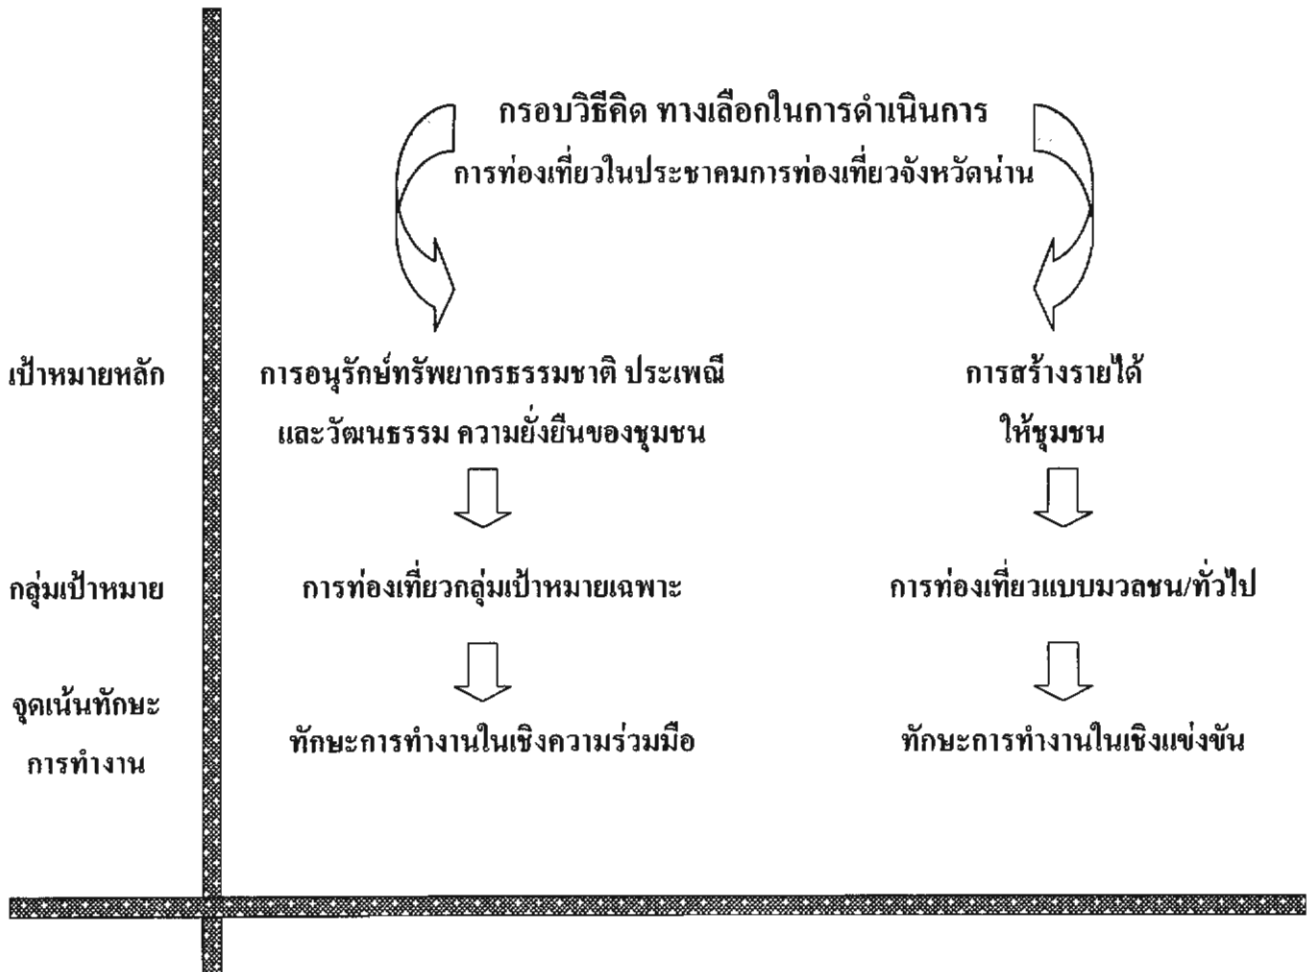 กรอบวิธีคิด ทางเลือกในการดำเนินการ
การท่องเที่ยวในประชาคมการท่องเที่ยวจังหวัดน่าน
เป้าหมายหลัก
การอนุรักษ์ทรัพยากรธรรมชาติ ประเพณี
และวัฒนธรรม ความยั่งยืนของชุมชน
การสร้างรายได้
ให้ชุมชน
กลุ่มเป้าหมาย
การท่องเที่ยวกลุ่มเป้าหมายเฉพาะ
การท่องเที่ยวแบบมวลชน/ทั่วไป
จุดเน้นทักษะ
การทำงาน
ทักษะการทำงานในเชิงความร่วมมือ
ทักษะการทำงานในเชิงแข่งขัน